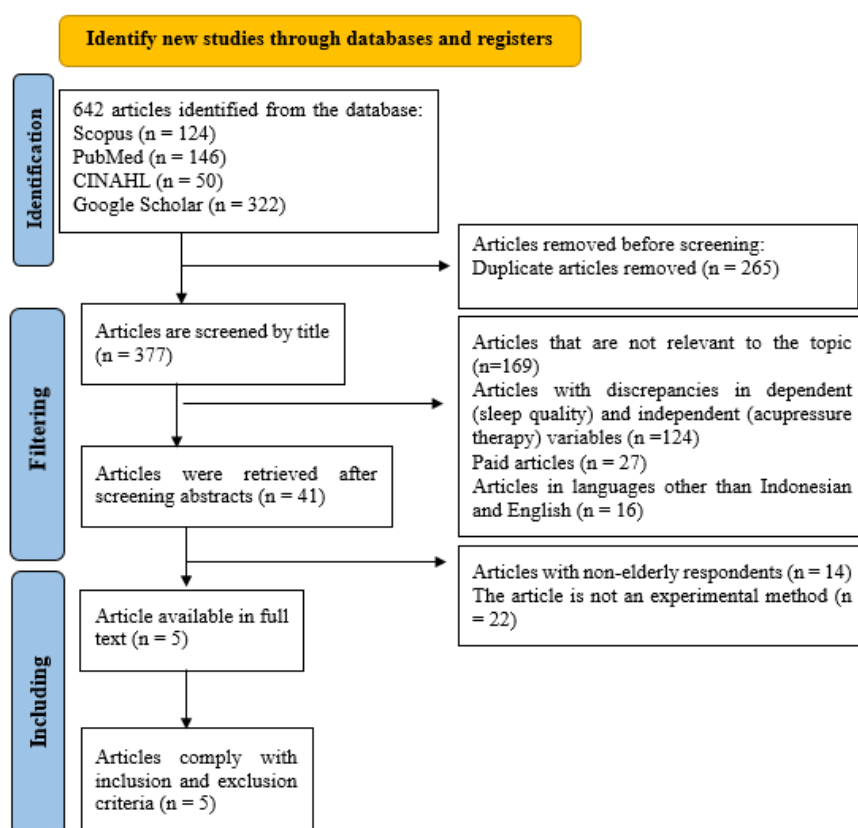 Identify new studies through databases and registers
Identification
642 articles identified from the database:
Scopus (n = 124)
PubMed (n = 146)
CINAHL (n = 50)
Google Scholar (n = 322)
Articles removed before screening:
Duplicate articles removed (n = 265)
Filtering
Articles are screened by title
(n = 377)
Articles that are not relevant to the topic
(n=169)
Articles with discrepancies in dependent
(sleep quality) and independent (acupressure
therapy) variables (n =124)
Paid articles (n = 27)
Articles in languages other than Indonesian
and English (n = 16)
Articles were retrieved after
screening abstracts (n = 41)
Articles with non-elderly respondents (n = 14)
The article is not an experimental method (n
= 22)
Including
Article available in full
text (n = 5)
Articles comply with
inclusion and exclusion
criteria (n = 5)